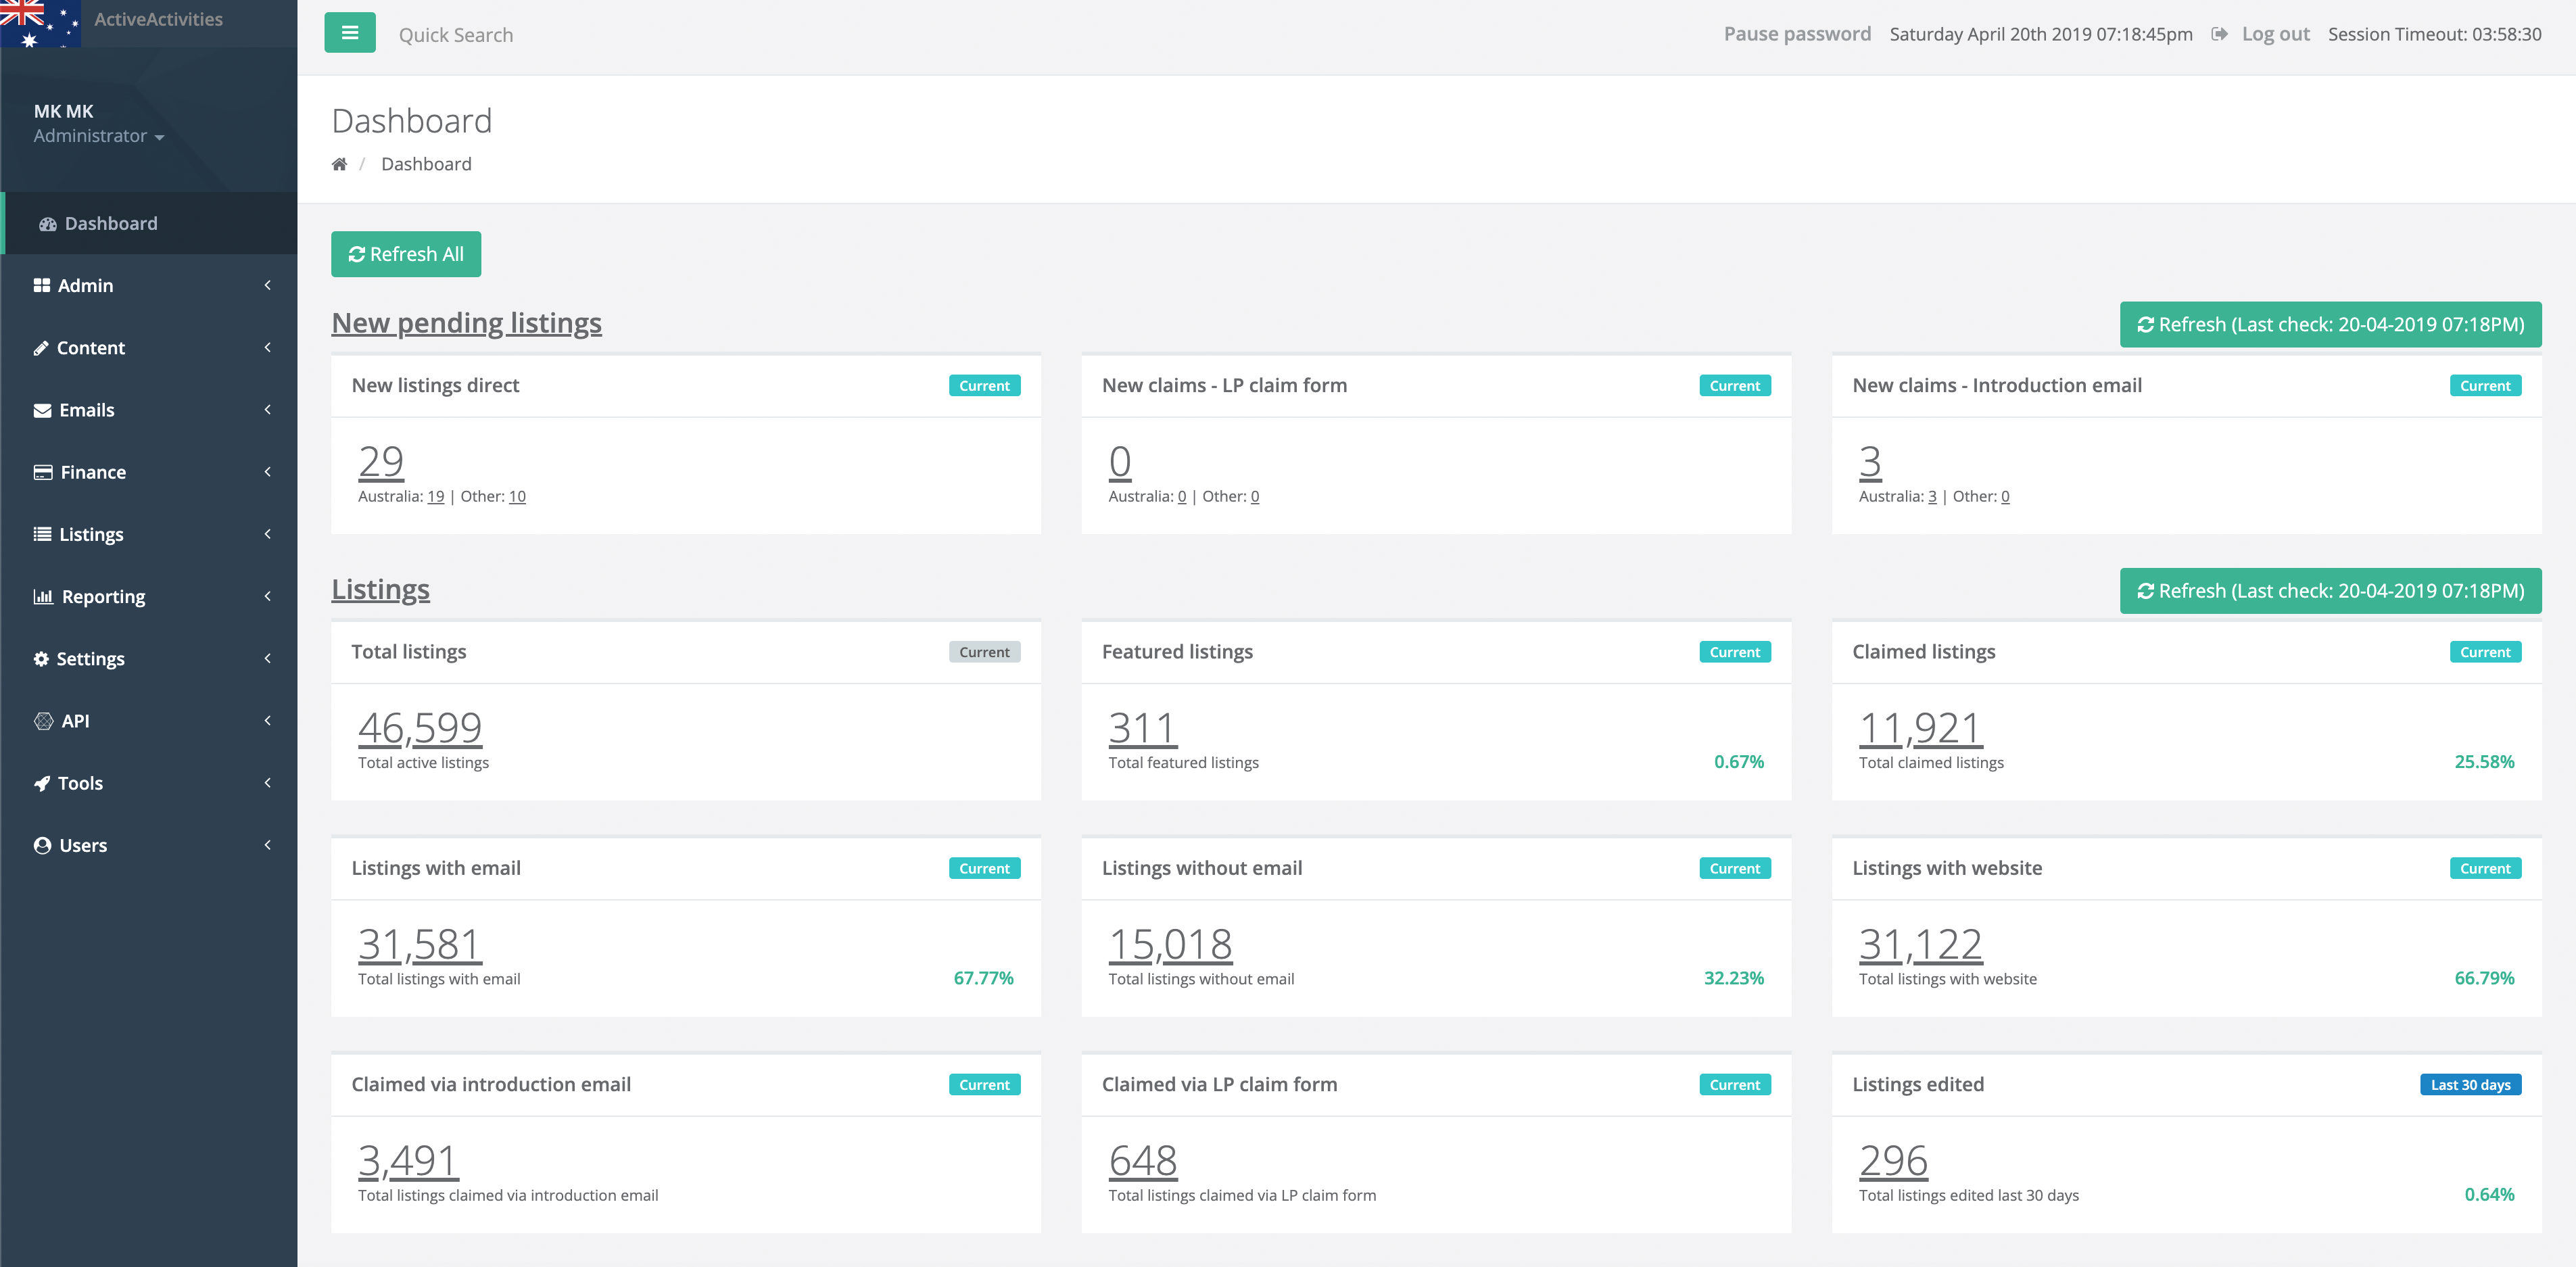 ActiveActivities
Quick Search
Pause password Saturday April 20th 2019 07:18:45pm Log out Session Timeout: 03:58:30
MK MK
Administrator
Dashboard
Admin
Content
Emails
Finance
Listings
Reporting
Settings
API
Tools
Users
Dashboard
/ Dashboard
Refresh All
New pending listings
Refresh (Last check: 20-04-2019 07:18PM)
New listings direct Current
29
Australia: 19 | Other: 10
New claims - LP claim form Current
0
Australia: 0 | Other: 0
New claims - Introduction email Current
3
Australia: 3 | Other: 0
Listings
Refresh (Last check: 20-04-2019 07:18PM)
Total listings Current
46,599
Total active listings
Featured listings Current
311
Total featured listings 0.67%
Claimed listings Current
11,921
Total claimed listings 25.58%
Listings with email Current
31,581
Total listings with email 67.77%
Listings without email Current
15,018
Total listings without email 32.23%
Listings with website Current
31,122
Total listings with website 66.79%
Claimed via introduction email Current
3,491
Total listings claimed via introduction email
Claimed via LP claim form Current
648
Total listings claimed via LP claim form
Listings edited Last 30 days
296
Total listings edited last 30 days 0.64%